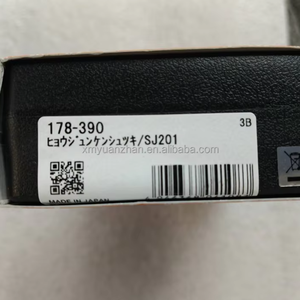 178-390
3B
ﾋｮｳｼﾞｭﾝｹﾝｼｭﾂｷ/SJ201
xmyuanzhan.en.alibaba.com
MADE IN JAPAN